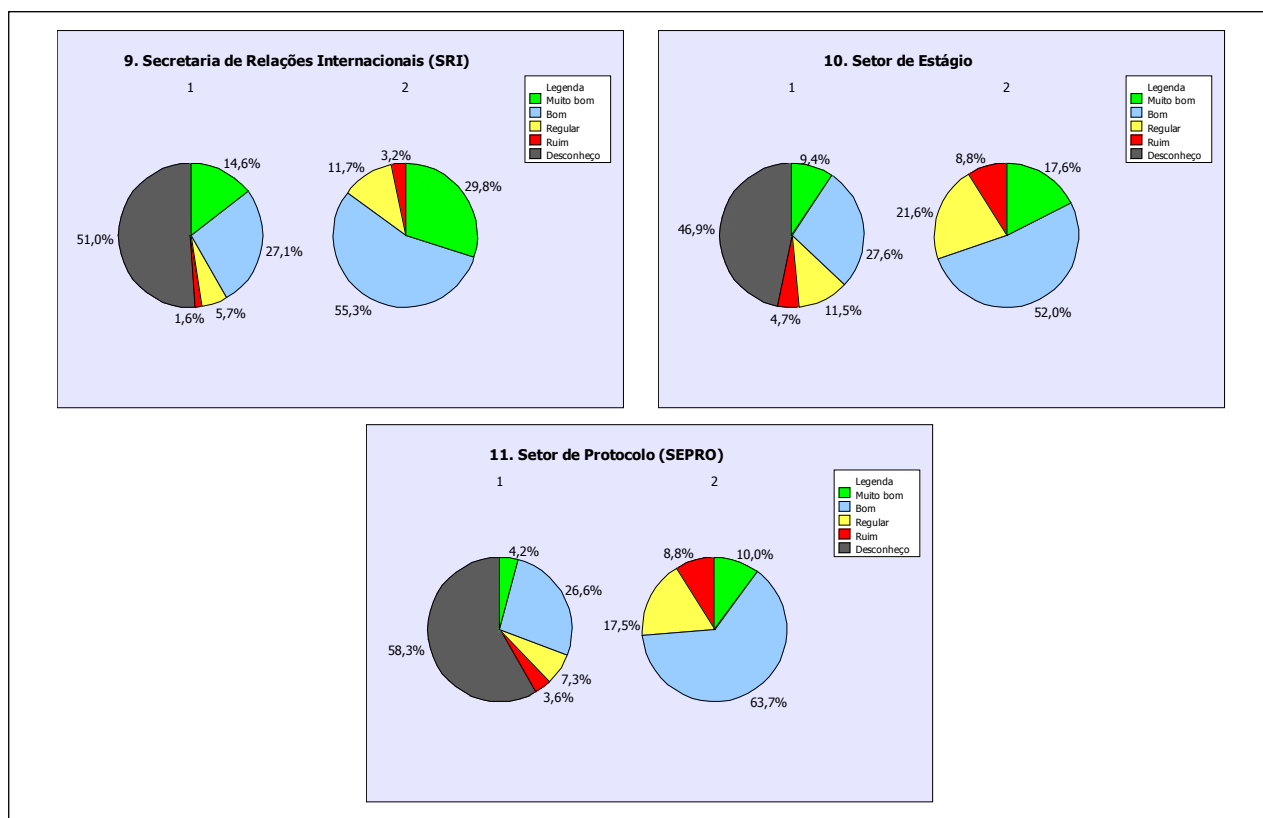 9. Secretaria de Relações Internacionais (SRI)
1
2
Legenda
Muito bom
Bom
Regular
Ruim
Desconheço
14,6%
27,1%
5,7%
1,6%
51,0%
29,8%
55,3%
11,7%
3,2%
10. Setor de Estágio
1
2
Legenda
Muito bom
Bom
Regular
Ruim
Desconheço
9,4%
27,6%
11,5%
4,7%
46,9%
17,6%
52,0%
21,6%
8,8%
11. Setor de Protocolo (SEPRO)
1
2
Legenda
Muito bom
Bom
Regular
Ruim
Desconheço
4,2%
26,6%
7,3%
3,6%
58,3%
10,0%
63,7%
17,5%
8,8%